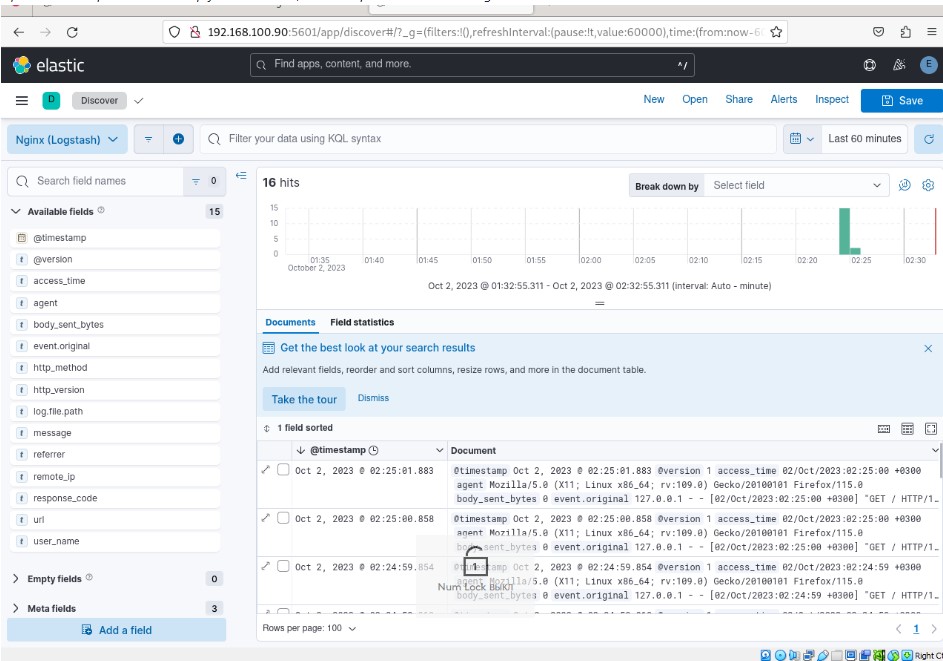 192.168.100.90:5601/app/discover#/?_g=(filters:!(),refreshInterval:(pause:!t,value:60000),time:(from:now-60
elastic
Find apps, content, and more.
^/
E
D
Discover
New Open Share Alerts Inspect Save
Nginx (Logstash)
Filter your data using KQL syntax
Last 60 minutes
Search field names
0
Available fields 15
@timestamp
@version
access_time
agent
body_sent_bytes
event.original
http_method
http_version
log.file.path
message
referrer
remote_ip
response_code
url
user_name
Empty fields 0
Meta fields 3
Add a field
16 hits
Break down by Select field
15
10
5
0
01:35 01:40 01:45 01:50 01:55 02:00 02:05 02:10 02:15 02:20 02:25 02:30
October 2, 2023
Oct 2, 2023 @ 01:32:55.311 - Oct 2, 2023 @ 02:32:55.311 (interval: Auto - minute)
Documents Field statistics
Get the best look at your search results
Add relevant fields, reorder and sort columns, resize rows, and more in the document table.
Take the tour Dismiss
1 field sorted
@timestamp Document
Oct 2, 2023 @ 02:25:01.883 @timestamp Oct 2, 2023 @ 02:25:01.883 @version 1 access_time 02/Oct/2023:02:25:00 +0300
agent Mozilla/5.0 (X11; Linux x86_64; rv:109.0) Gecko/20100101 Firefox/115.0
body_sent_bytes 0 event.original 127.0.0.1 - - [02/Oct/2023:02:25:00 +0300] "GET / HTTP/1…
Oct 2, 2023 @ 02:25:00.858 @timestamp Oct 2, 2023 @ 02:25:00.858 @version 1 access_time 02/Oct/2023:02:25:00 +0300
agent Mozilla/5.0 (X11; Linux x86_64; rv:109.0) Gecko/20100101 Firefox/115.0
body_sent_bytes 0 event.original 127.0.0.1 - - [02/Oct/2023:02:25:00 +0300] "GET / HTTP/1…
Oct 2, 2023 @ 02:24:59.854 @timestamp Oct 2, 2023 @ 02:24:59.854 @version 1 access_time 02/Oct/2023:02:24:59 +0300
agent Mozilla/5.0 (X11; Linux x86_64; rv:109.0) Gecko/20100101 Firefox/115.0
body_sent_bytes 0 event.original 127.0.0.1 - - [02/Oct/2023:02:24:59 +0300] "GET / HTTP/1…
Num Lock ВЫКЛ
Rows per page: 100
1
Right C